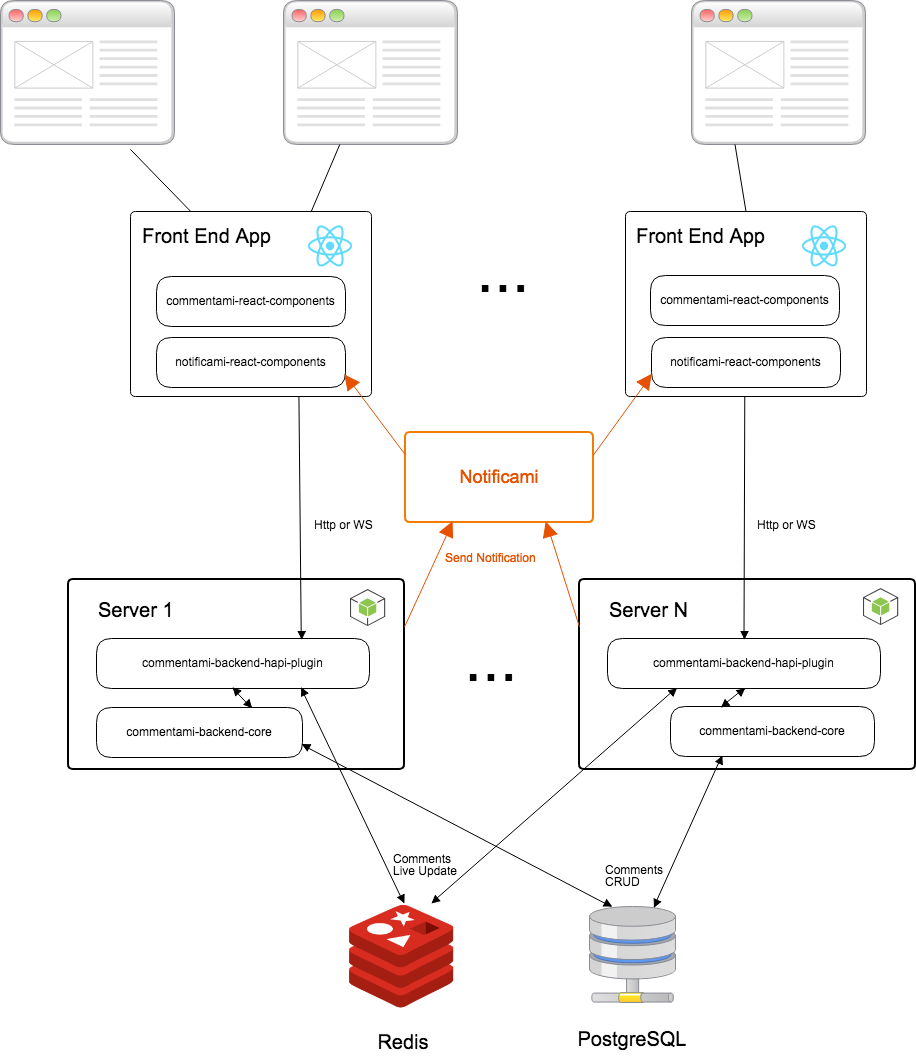 Front End App
Front End App
commentami-react-components
commentami-react-components
...
notificami-react-components
notificami-react-components
Notificami
Http or WS
Http or WS
Send Notification
Server 1
Server N
commentami-backend-hapi-plugin
commentami-backend-hapi-plugin
...
commentami-backend-core
commentami-backend-core
Comments
Live Update
Comments
CRUD
Redis
PostgreSQL